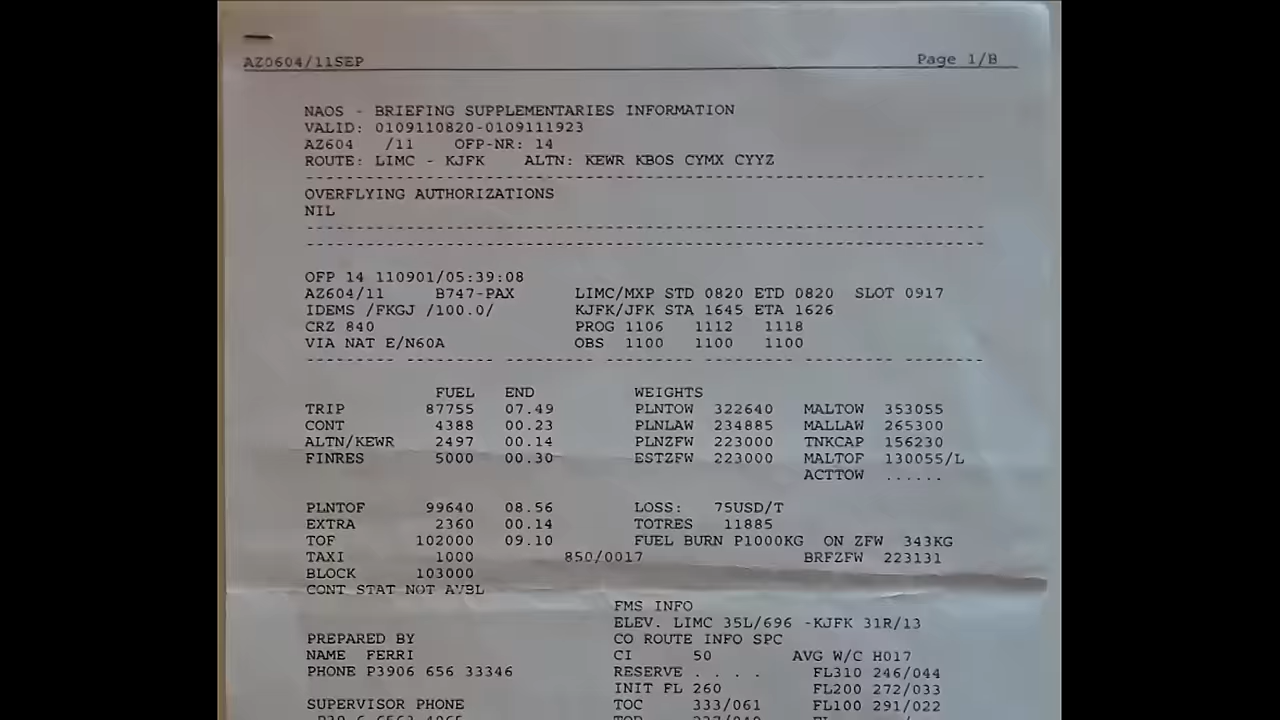 AZ0604/11SEP Page 1/B
NAOS - BRIEFING SUPPLEMENTARIES INFORMATION
VALID: 0109110820-0109111923
AZ604 /11 OFP-NR: 14
ROUTE: LIMC - KJFK ALTN: KEWR KBOS CYMX CYYZ
OVERFLYING AUTHORIZATIONS
NIL
OFP 14 110901/05:39:08
AZ604/11 B747-PAX LIMC/MXP STD 0820 ETD 0820 SLOT 0917
IDEMS /FKGJ /100.0/ KJFK/JFK STA 1645 ETA 1626
CRZ 840 PROG 1106 1112 1118
VIA NAT E/N60A OBS 1100 1100 1100
FUEL END WEIGHTS
TRIP 87755 07.49 PLNTOW 322640 MALTOW 353055
CONT 4388 00.23 PLNLAW 234885 MALLAW 265300
ALTN/KEWR 2497 00.14 PLNZFW 223000 TNKCAP 156230
FINRES 5000 00.30 ESTZFW 223000 MALTOF 130055/L
ACTTOW ......
PLNTOF 99640 08.56 LOSS: 75USD/T
EXTRA 2360 00.14 TOTRES 11885
TOF 102000 09.10 FUEL BURN P1000KG ON ZFW 343KG
TAXI 1000 850/0017 BRFZFW 223131
BLOCK 103000
CONT STAT NOT AVBL
FMS INFO
ELEV. LIMC 35L/696 -KJFK 31R/13
PREPARED BY CO ROUTE INFO SPC
NAME FERRI CI 50 AVG W/C H017
PHONE P3906 656 33346 RESERVE . . . . FL310 246/044
INIT FL 260 FL200 272/033
SUPERVISOR PHONE TOC 333/061 FL100 291/022